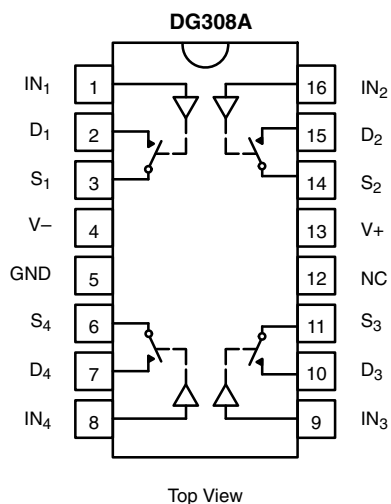 DG308A
IN1 1 16 IN2
D1 2 15 D2
S1 3 14 S2
V– 4 13 V+
GND 5 12 NC
S4 6 11 S3
D4 7 10 D3
IN4 8 9 IN3
Top View